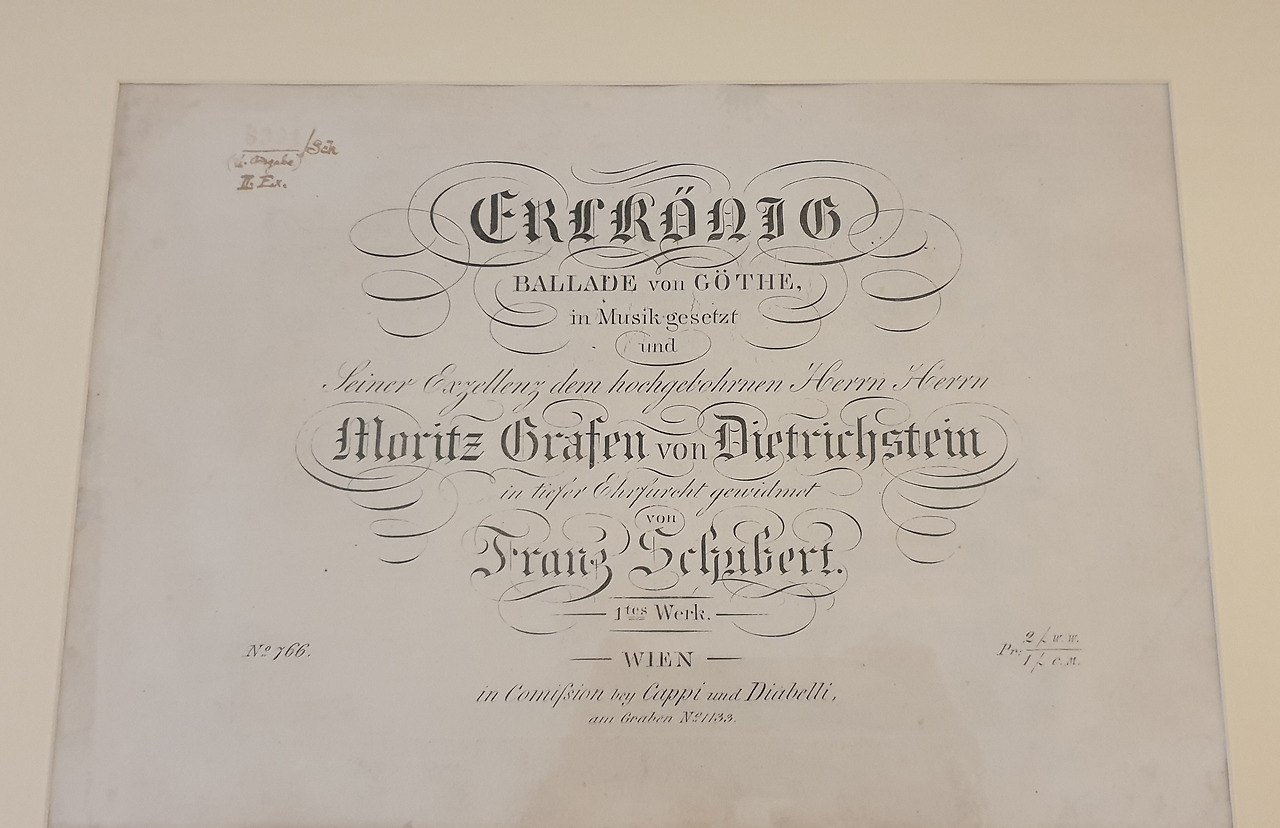 /Sch
II. Ex.
ERLKÖNIG
BALLADE von GÖTHE,
in Musik gesetzt
und
Seiner Exzellenz dem hochgebohrnen Herrn Herrn
Moritz Grafen von Dietrichstein
in tiefer Ehrfurcht gewidmet
von
Franz Schubert.
1tes Werk.
No 766.
Pr: 2 f w.w.
1 f C.M.
WIEN
in Comißion bey Cappi und Diabelli,
am Graben No 1133.